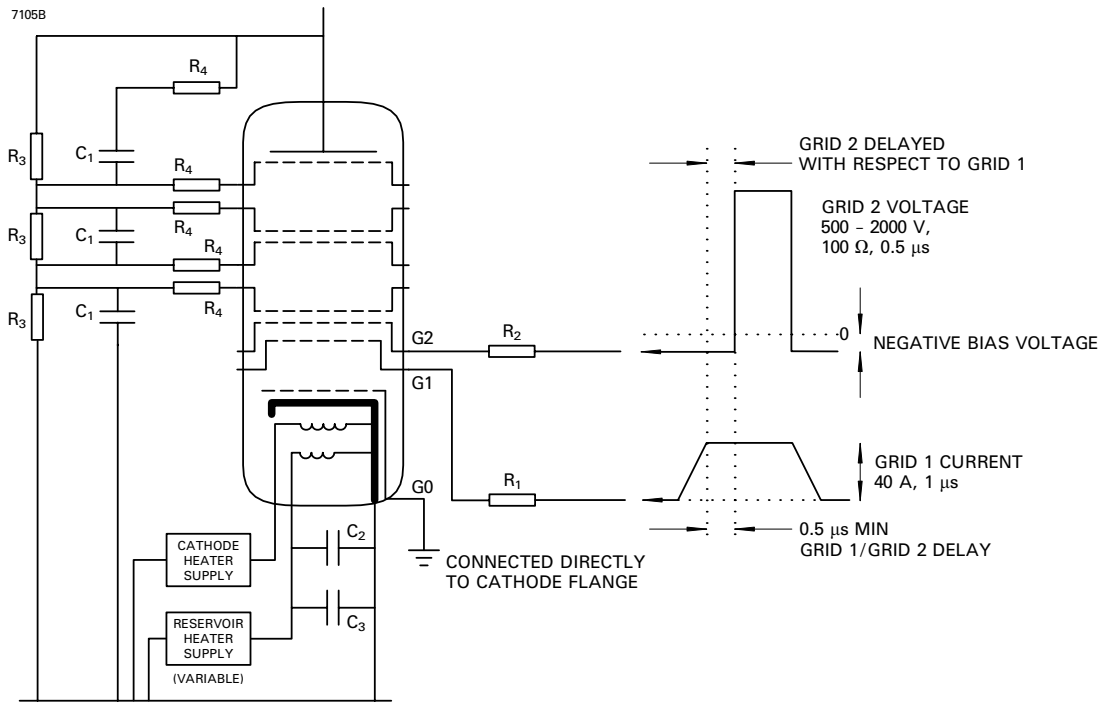 7105B
R₄
R₃
C₁
R₄
R₄
R₃
C₁
R₄
R₄
R₃
C₁
G2
R₂
G1
G0
R₁
C₂
C₃
CATHODE
HEATER
SUPPLY
RESERVOIR
HEATER
SUPPLY
(VARIABLE)
CONNECTED DIRECTLY
TO CATHODE FLANGE
GRID 2 DELAYED
WITH RESPECT TO GRID 1
GRID 2 VOLTAGE
500 – 2000 V,
100 Ω, 0.5 μs
0
NEGATIVE BIAS VOLTAGE
GRID 1 CURRENT
40 A, 1 μs
0.5 μs MIN
GRID 1/GRID 2 DELAY